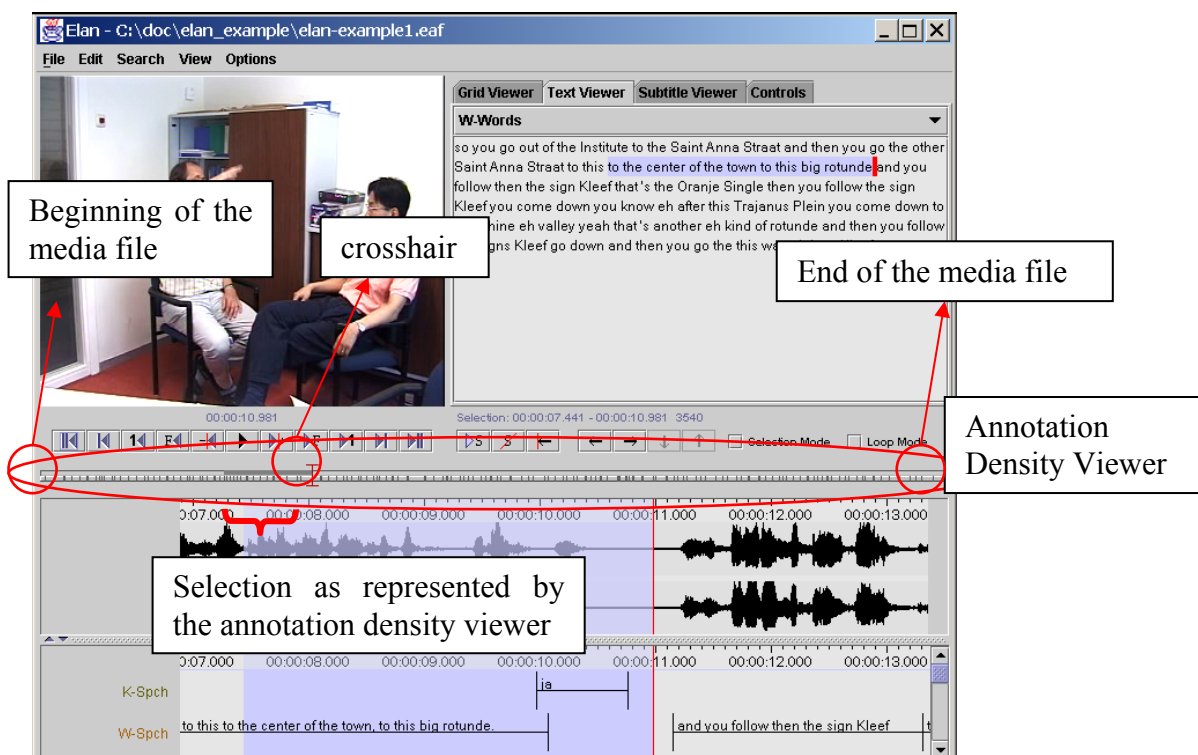 Elan - C:\doc\elan_example\elan-example1.eaf
File Edit Search View Options
Grid Viewer Text Viewer Subtitle Viewer Controls
W-Words
so you go out of the Institute to the Saint Anna Straat and then you go the other
Saint Anna Straat to this to the center of the town to this big rotunde and you
follow then the sign Kleef that's the Oranje Single then you follow the sign
Kleef you come down you know eh after this Trajanus Plein you come down to
hine eh valley yeah that's another eh kind of rotunde and then you follow
gns Kleef go down and then you go the this wa
Beginning of the
media file
crosshair
End of the media file
00:00:10.981
Selection: 00:00:07.441 - 00:00:10.981 3540
Selection Mode Loop Mode
Annotation
Density Viewer
0:07.000 00:00:08.000 00:00:09.000 00:00:10.000 00:00:11.000 00:00:12.000 00:00:13.000
Selection as represented by
the annotation density viewer
0:07.000 00:00:08.000 00:00:09.000 00:00:10.000 00:00:11.000 00:00:12.000 00:00:13.000
K-Spch
ja
W-Spch
to this to the center of the town, to this big rotunde.
and you follow then the sign Kleef
t